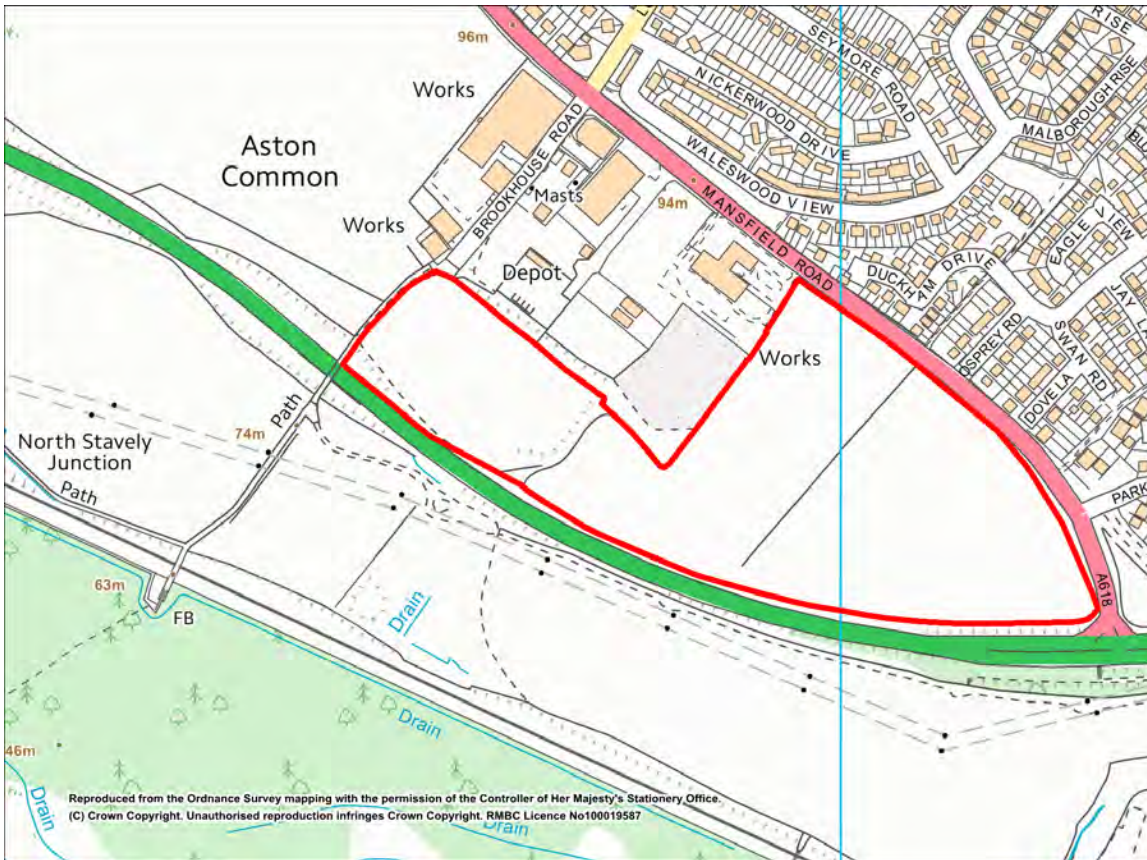 96m
SEYMORE ROAD
RISE
Works
NICKERWOOD DRIVE
MALBOROUGH RISE
Aston
Common
BROOKHOUSE ROAD
WALESWOOD VIEW
Masts
94m
MANSFIELD ROAD
EAGLE VIEW
Works
DUCKHAM DRIVE
Depot
JAY
OSPREY RD
SWAN RD
Works
DOVE LA
Path
74m
North Stavely
Junction
Path
PARK
A618
63m
FB
Drain
Drain
46m
Drain
Reproduced from the Ordnance Survey mapping with the permission of the Controller of Her Majesty's Stationery Office.
(C) Crown Copyright. Unauthorised reproduction infringes Crown Copyright. RMBC Licence No100019587
Drain